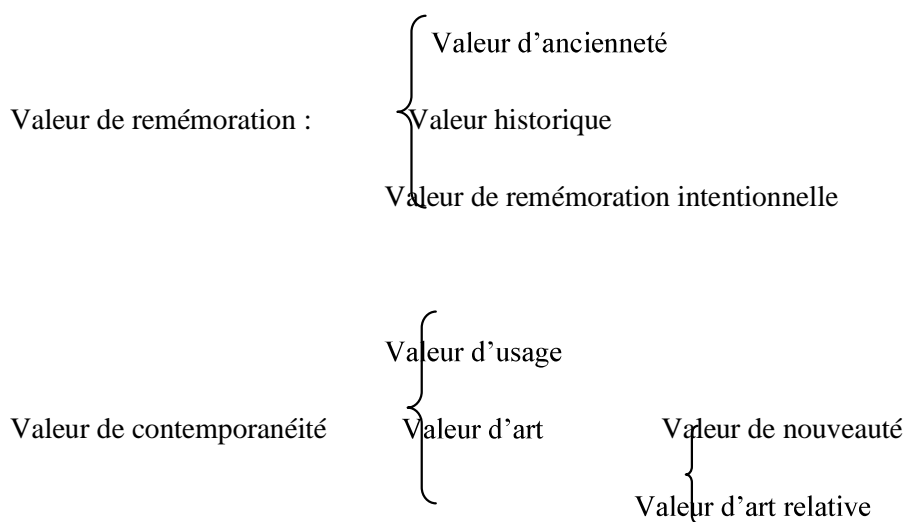 Valeur d’ancienneté
Valeur de remémoration : Valeur historique
Valeur de remémoration intentionnelle
Valeur d’usage
Valeur de contemporanéité Valeur d’art Valeur de nouveauté
Valeur d’art relative